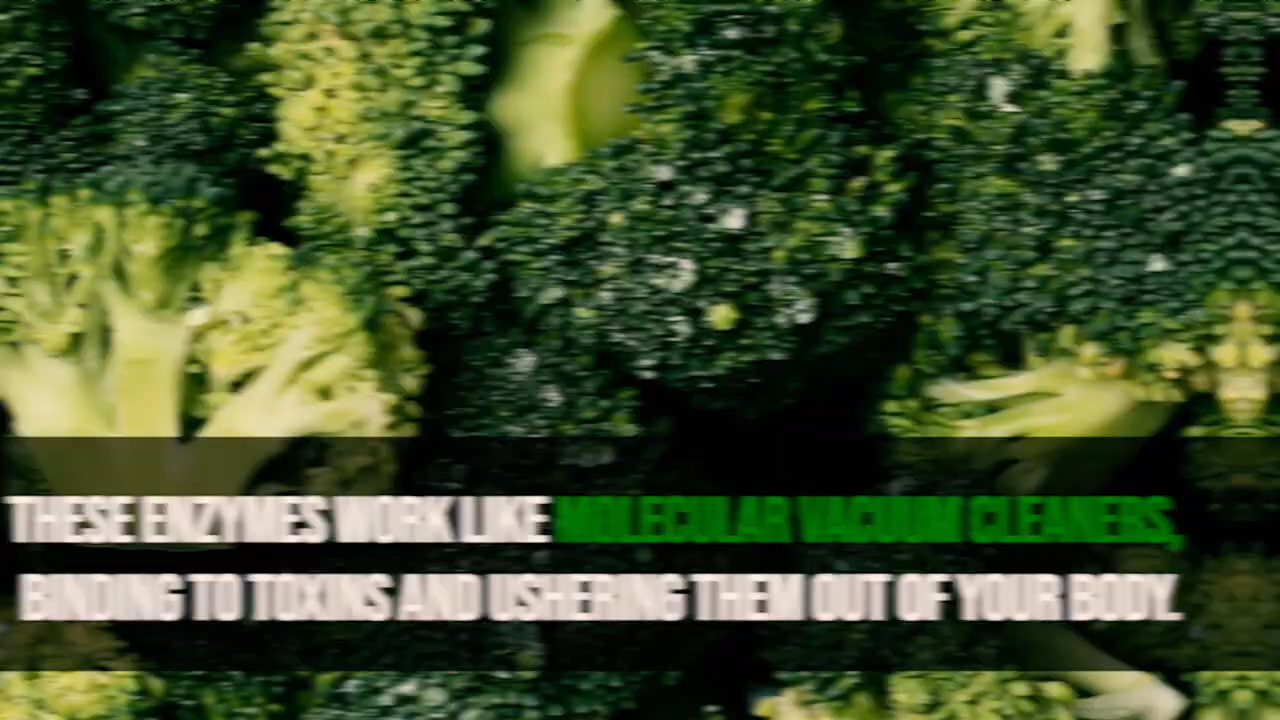 THESE ENZYMES WORK LIKE MOLECULAR VACUUM CLEANERS,
BINDING TO TOXINS AND USHERING THEM OUT OF YOUR BODY.